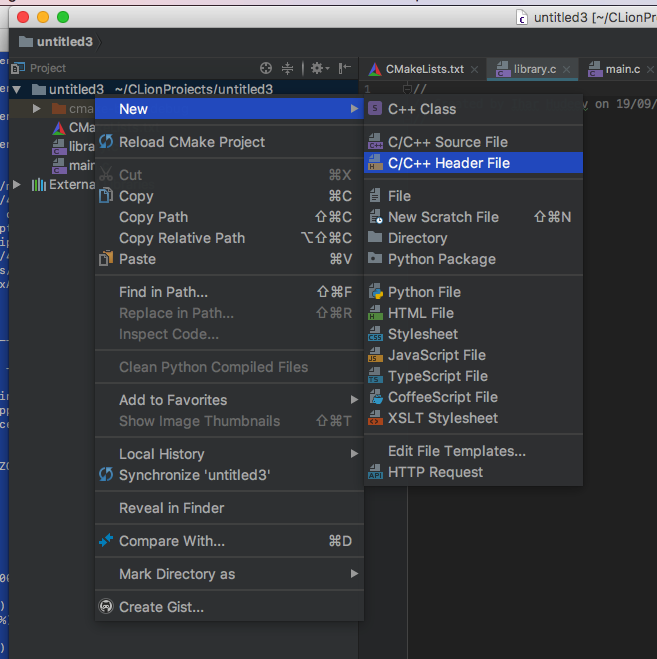 untitled3 [~/CLion
untitled3
Project
CMakeLists.txt
library.c
main.c
untitled3 ~/CLionProjects/untitled3
1
//
cma
New
C++ Class
on 19/09/
CMa
libra
Reload CMake Project
C/C++ Source File
main
Externa
Cut ⌘X
C/C++ Header File
Copy ⌘C
File
Copy Path ⇧⌘C
New Scratch File ⇧⌘N
Copy Relative Path ⌥⇧⌘C
Directory
Paste ⌘V
Python Package
Find in Path... ⇧⌘F
Python File
Replace in Path... ⇧⌘R
HTML File
Inspect Code...
Stylesheet
JavaScript File
Clean Python Compiled Files
TypeScript File
Add to Favorites
CoffeeScript File
Show Image Thumbnails ⇧⌘T
XSLT Stylesheet
Local History
Edit File Templates...
Synchronize 'untitled3'
HTTP Request
Reveal in Finder
Compare With... ⌘D
Mark Directory as
Create Gist...